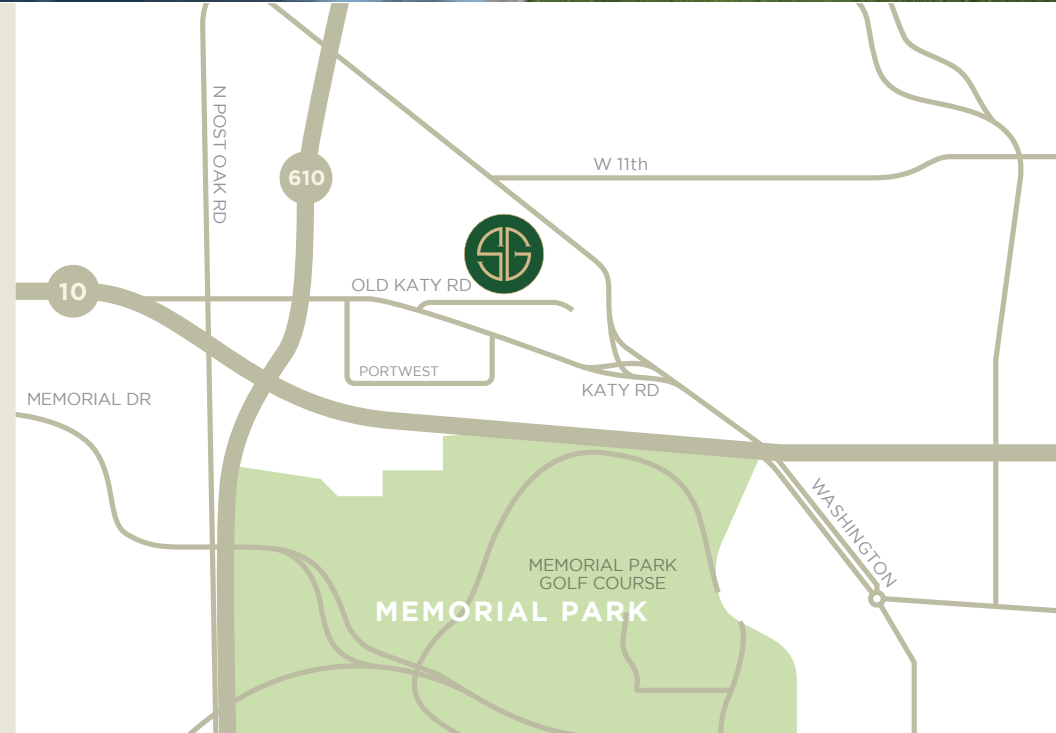 N POST OAK RD
610
W 11th
SG
OLD KATY RD
10
PORTWEST
KATY RD
MEMORIAL DR
WASHINGTON
MEMORIAL PARK
GOLF COURSE
MEMORIAL PARK